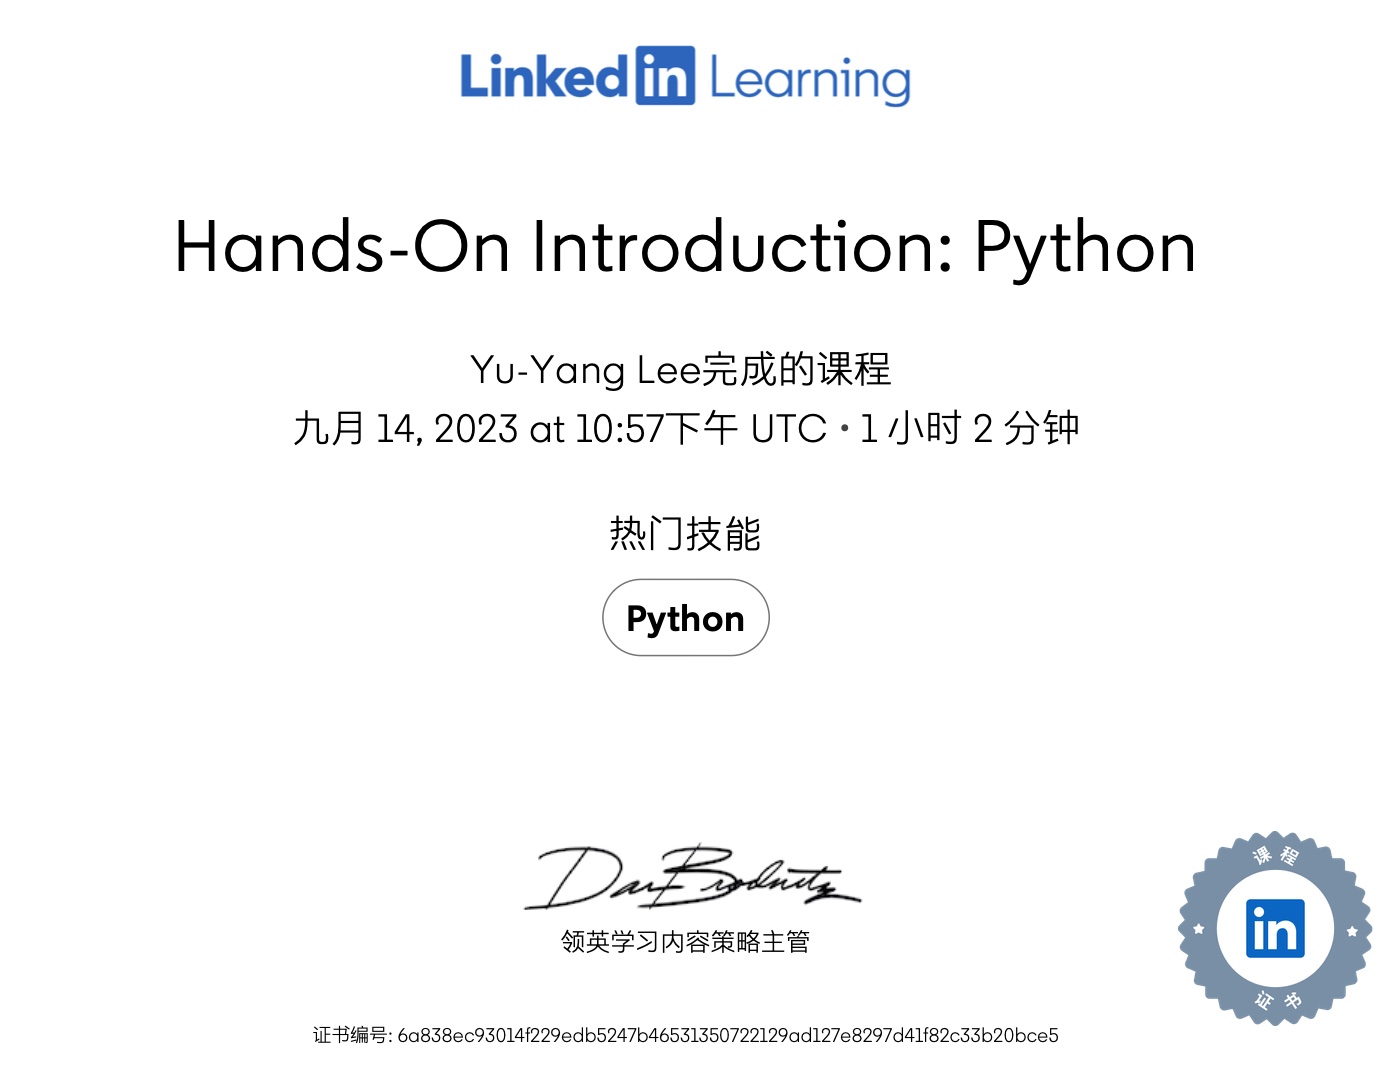 Linkedin Learning
Hands-On Introduction: Python
Yu-Yang Lee完成的课程
九月 14, 2023 at 10:57下午 UTC • 1 小时 2 分钟
热门技能
Python
Dan Brodnitz
领英学习内容策略主管
课程
in
证书
证书编号: 6a838ec93014f229edb5247b46531350722129ad127e8297d41f82c33b20bce5